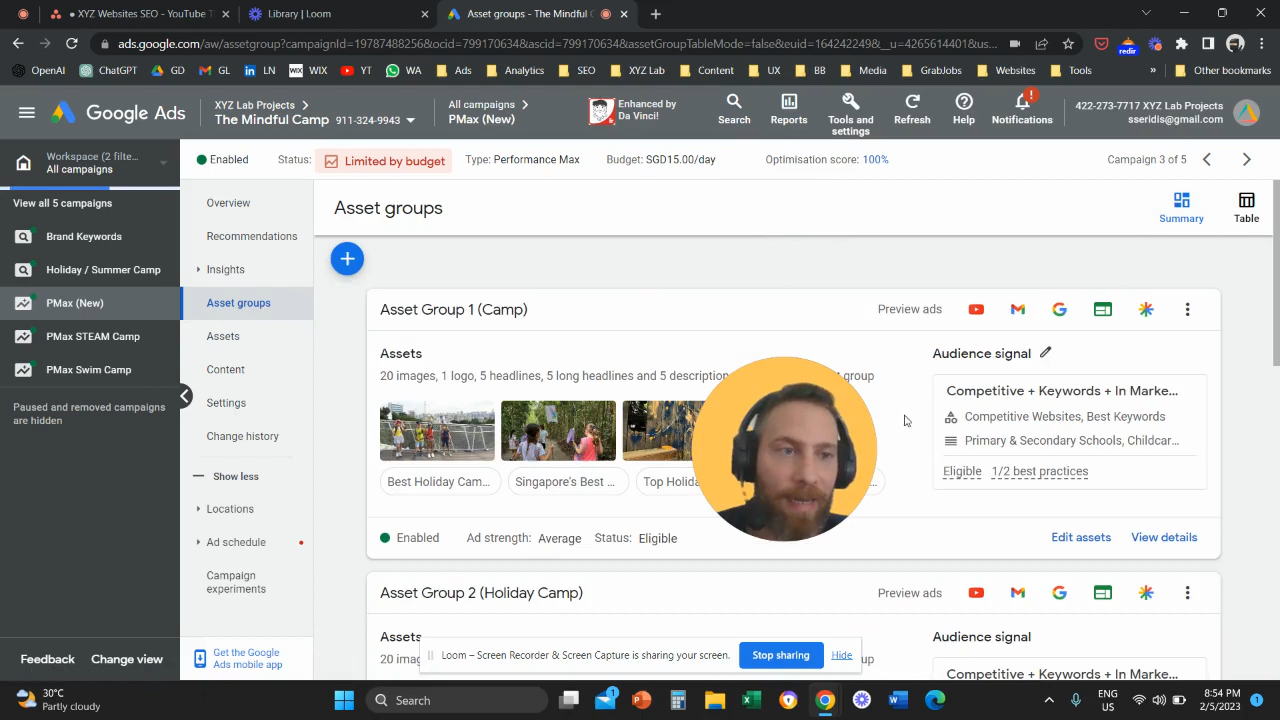 XYZ Websites SEO - YouTube T
Library | Loom
Asset groups - The Mindful C
ads.google.com/aw/assetgroup?campaignId=19787488256&ocid=799170634&ascid=799170634&assetGroupTableMode=false&euid=1642422498&__u=4265614401&us...
redir
OpenAI
ChatGPT
GD
GL
LN
WIX
WIX
YT
WA
Ads
Analytics
SEO
XYZ Lab
Content
UX
BB
Media
GrabJobs
Websites
Tools
»
Other bookmarks
Google Ads
XYZ Lab Projects
The Mindful Camp 911-324-9943
All campaigns
PMax (New)
Enhanced by
Da Vinci!
Search
Reports
Tools and
settings
Refresh
Help
Notifications
422-273-7717 XYZ Lab Projects
sseridis@gmail.com
Workspace (2 filte...
All campaigns
Enabled
Status:
Limited by budget
Type: Performance Max
Budget: SGD15.00/day
Optimisation score: 100%
Campaign 3 of 5
View all 5 campaigns
Brand Keywords
Holiday / Summer Camp
PMax (New)
PMax STEAM Camp
PMax Swim Camp
Paused and removed campaigns
are hidden
Feedback
Change view
Overview
Recommendations
Insights
Asset groups
Assets
Content
Settings
Change history
Show less
Locations
Ad schedule
Campaign
experiments
Get the Google
Ads mobile app
Asset groups
Summary
Table
Asset Group 1 (Camp)
Preview ads
Assets
20 images, 1 logo, 5 headlines, 5 long headlines and 5 description
group
Best Holiday Cam...
Singapore's Best ...
Top Holida
Audience signal
Competitive + Keywords + In Marke...
Competitive Websites, Best Keywords
Primary & Secondary Schools, Childcar...
Eligible
1/2 best practices
Enabled
Ad strength: Average
Status: Eligible
Edit assets
View details
Asset Group 2 (Holiday Camp)
Preview ads
Assets
Audience signal
20 imag
up
Competitive + Keywords + In Marke...
Loom – Screen Recorder & Screen Capture is sharing your screen.
Stop sharing
Hide
30°C
Partly cloudy
Search
1
ENG
US
8:54 PM
2/5/2023
1